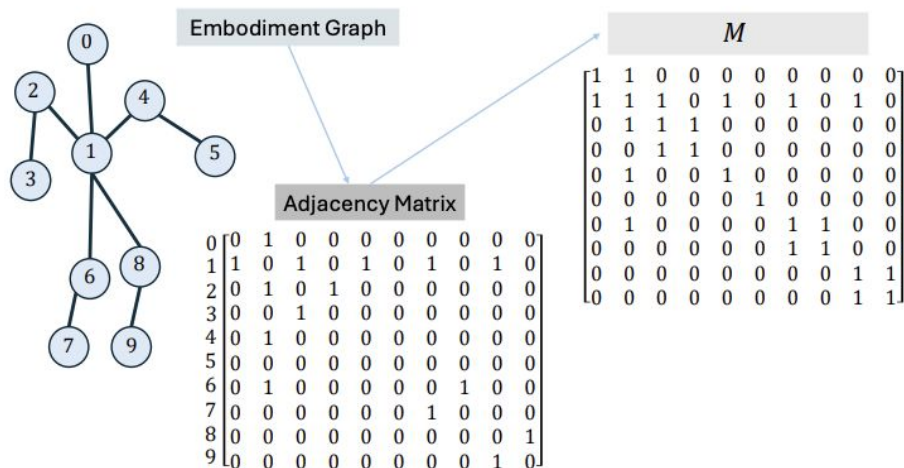 0
Embodiment Graph
M
2
4
1
5
3
6
8
7
9
1 1 0 0 0 0 0 0 0 0
1 1 1 0 1 0 1 0 1 0
0 1 1 1 0 0 0 0 0 0
0 0 1 1 0 0 0 0 0 0
0 1 0 0 1 0 0 0 0 0
0 0 0 0 0 1 0 0 0 0
0 1 0 0 0 0 1 1 0 0
0 0 0 0 0 0 1 1 0 0
0 0 0 0 0 0 0 0 1 1
0 0 0 0 0 0 0 0 1 1
Adjacency Matrix
0 0 1 0 0 0 0 0 0 0 0
1 1 0 1 0 1 0 1 0 1 0
2 0 1 0 1 0 0 0 0 0 0
3 0 0 1 0 0 0 0 0 0 0
4 0 1 0 0 0 0 0 0 0 0
5 0 0 0 0 0 0 0 0 0 0
6 0 1 0 0 0 0 0 1 0 0
7 0 0 0 0 0 0 1 0 0 0
8 0 0 0 0 0 0 0 0 0 1
9 0 0 0 0 0 0 0 0 1 0